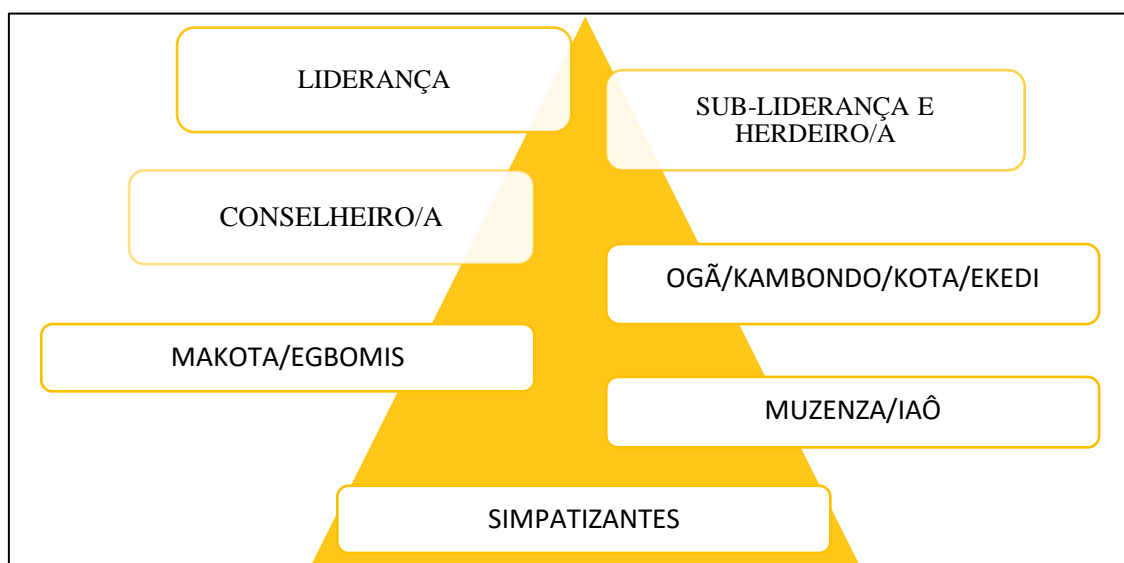 LIDERANÇA
SUB-LIDERANÇA E
HERDEIRO/A
CONSELHEIRO/A
OGÃ/KAMBONDO/KOTA/EKEDI
MAKOTA/EGBOMIS
MUZENZA/IAÔ
SIMPATIZANTES